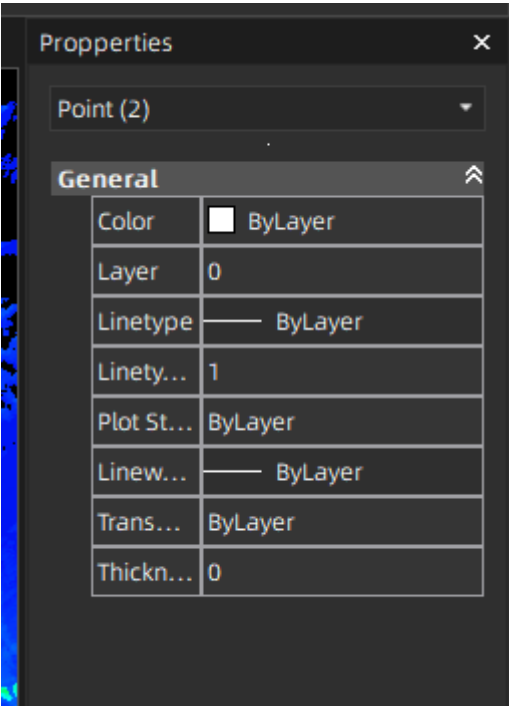 Propperties
Point (2)
General
Color ByLayer
Layer 0
Linetype ByLayer
Linety... 1
Plot St... ByLayer
Linew... ByLayer
Trans... ByLayer
Thickn... 0